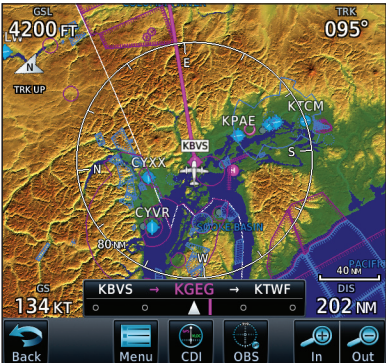 GSL
4200 FT
TRK
095°
N
TRK UP
E
KTCM
KPAE
KBVS
CYXX
S
N
CYVR
80 NM
W
PACIFIC
40 NM
GS
134 KT
KBVS → KGEG → KTWF
DIS
202 NM
Back
Menu
CDI
OBS
In
Out